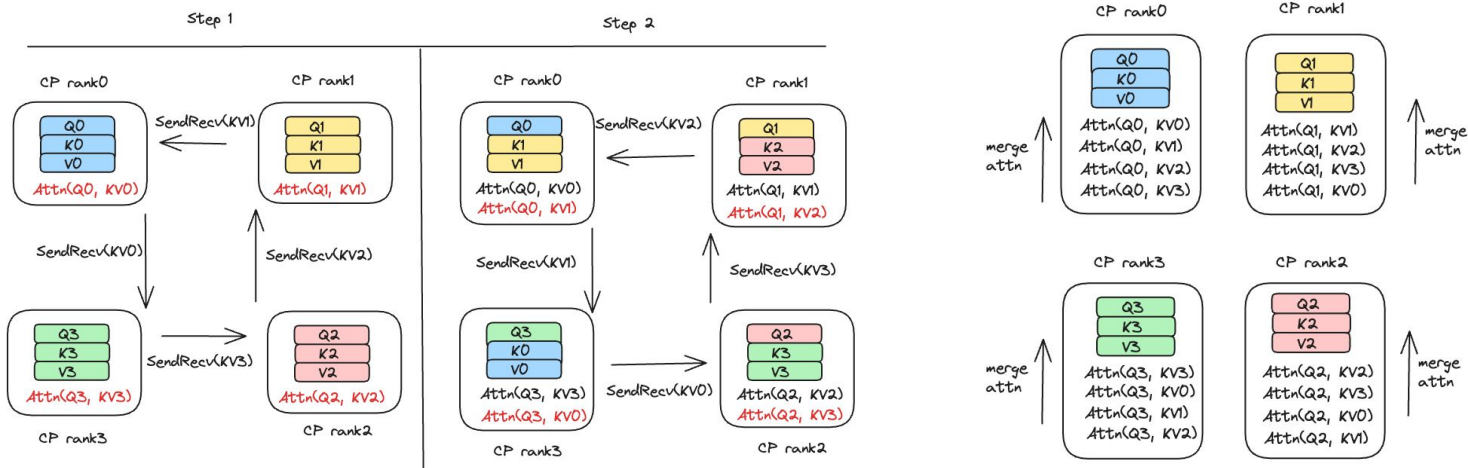 Step 1
CP rank0
CP rank1
Q0
K0
V0
Attn(Q0, KV0)
SendRecv(KV1)
Q1
K1
V1
Attn(Q1, KV1)
SendRecv(KV0)
SendRecv(KV2)
Q3
K3
V3
Attn(Q3, KV3)
CP rank3
SendRecv(KV3)
Q2
K2
V2
Attn(Q2, KV2)
CP rank2
Step 2
CP rank0
CP rank1
Q0
K1
V1
Attn(Q0, KV0)
Attn(Q0, KV1)
SendRecv(KV2)
Q1
K2
V2
Attn(Q1, KV1)
Attn(Q1, KV2)
SendRecv(KV1)
SendRecv(KV3)
Q3
K0
V0
Attn(Q3, KV3)
Attn(Q3, KV0)
CP rank3
SendRecv(KV0)
Q2
K3
V3
Attn(Q2, KV2)
Attn(Q2, KV3)
CP rank2
CP rank0
Q0
K0
V0
Attn(Q0, KV0)
Attn(Q0, KV1)
Attn(Q0, KV2)
Attn(Q0, KV3)
merge
attn
CP rank1
Q1
K1
V1
Attn(Q1, KV1)
Attn(Q1, KV2)
Attn(Q1, KV3)
Attn(Q1, KV0)
merge
attn
CP rank3
Q3
K3
V3
Attn(Q3, KV3)
Attn(Q3, KV0)
Attn(Q3, KV1)
Attn(Q3, KV2)
merge
attn
CP rank2
Q2
K2
V2
Attn(Q2, KV2)
Attn(Q2, KV3)
Attn(Q2, KV0)
Attn(Q2, KV1)
merge
attn